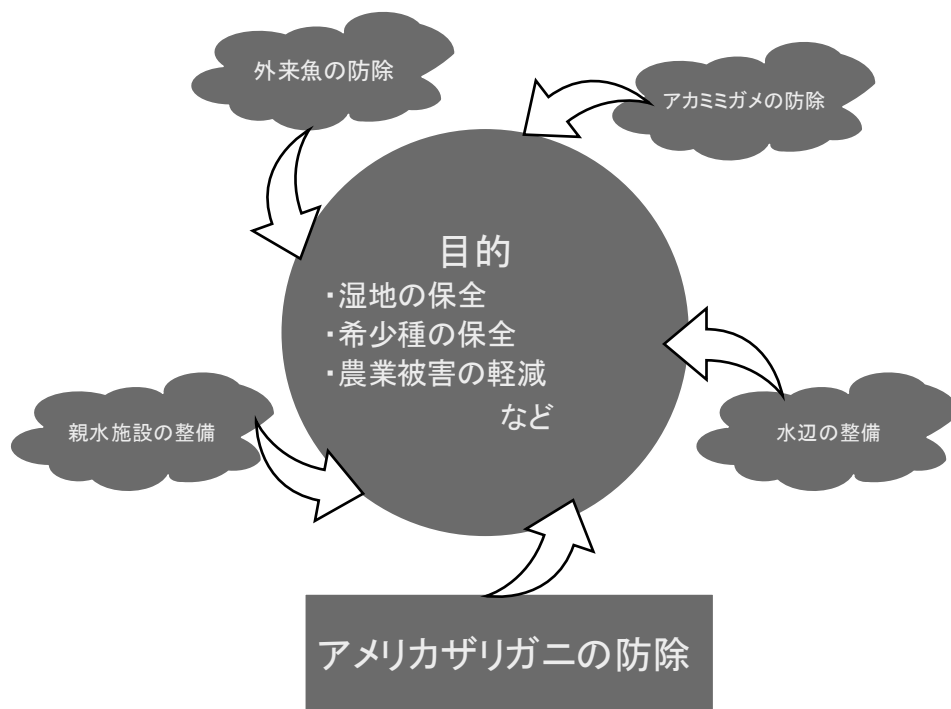 外来魚の防除
アカミミガメの防除
目的
・湿地の保全
・希少種の保全
・農業被害の軽減
など
親水施設の整備
水辺の整備
アメリカザリガニの防除